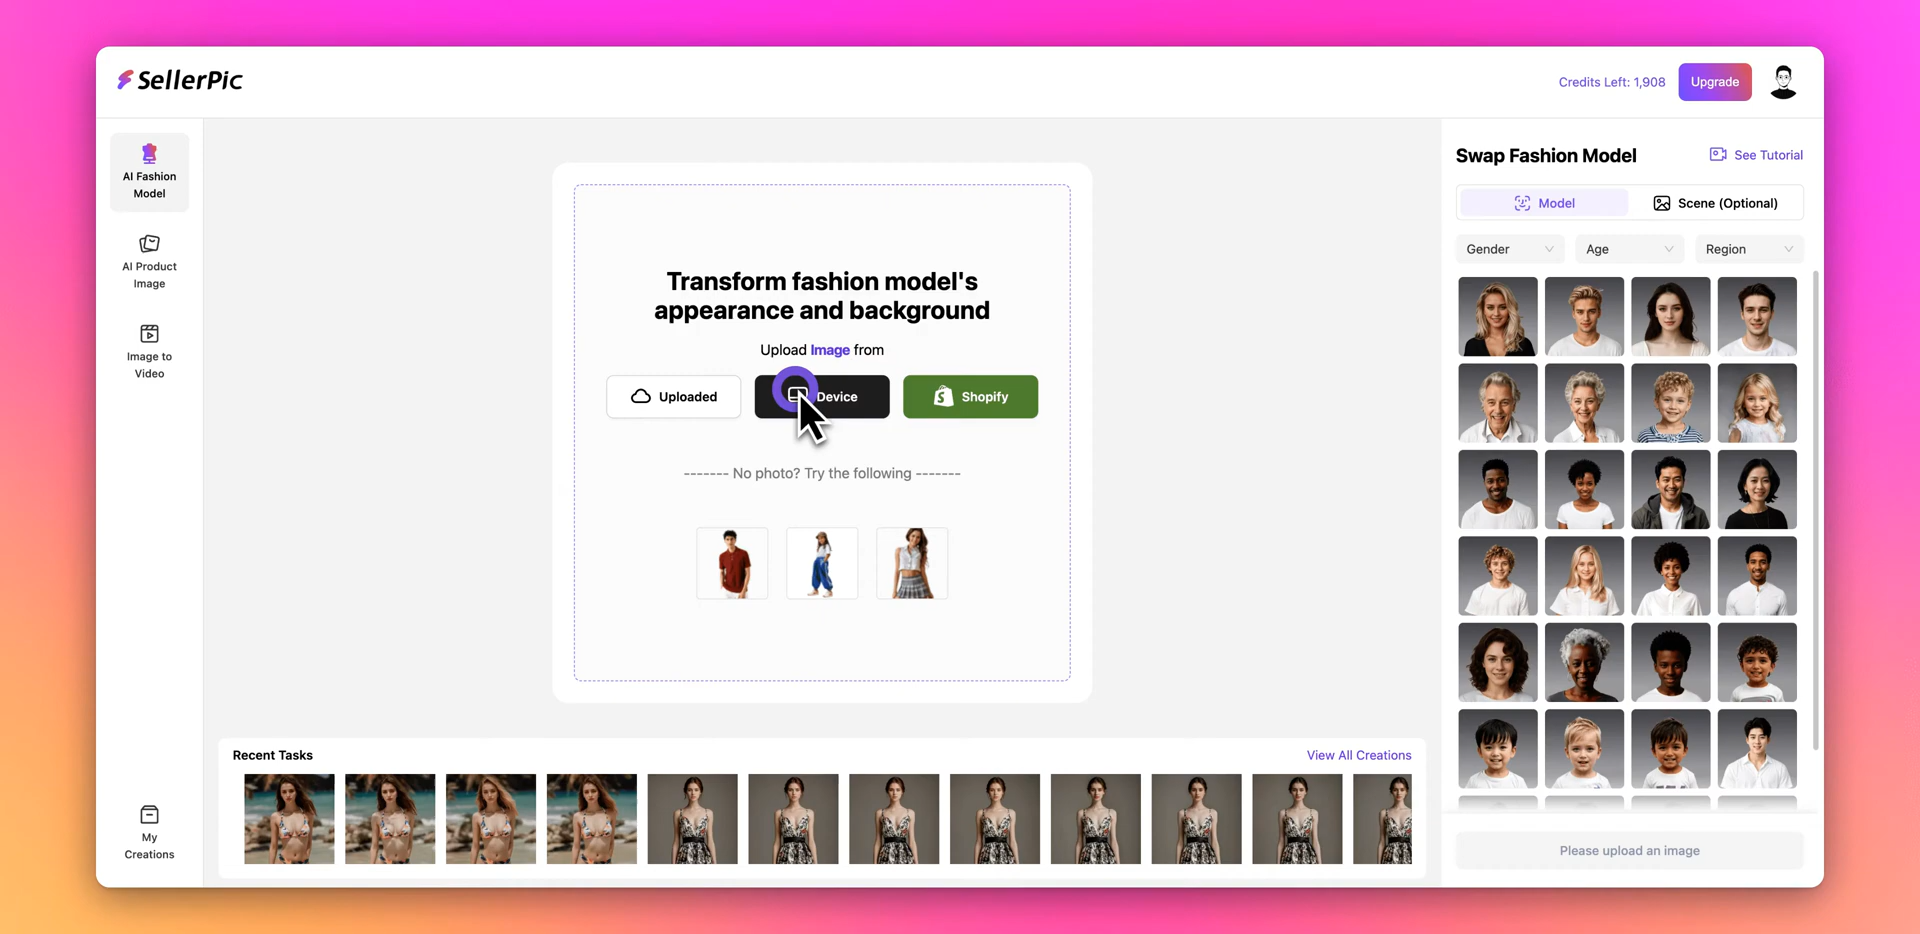 SellerPic
Credits Left: 1,908
Upgrade
AI Fashion
Model
AI Product
Image
Image to
Video
My
Creations
Transform fashion model's
appearance and background
Upload Image from
Uploaded
Device
Shopify
------- No photo? Try the following -------
Recent Tasks
View All Creations
Swap Fashion Model
See Tutorial
Model
Scene (Optional)
Gender
Age
Region
Please upload an image